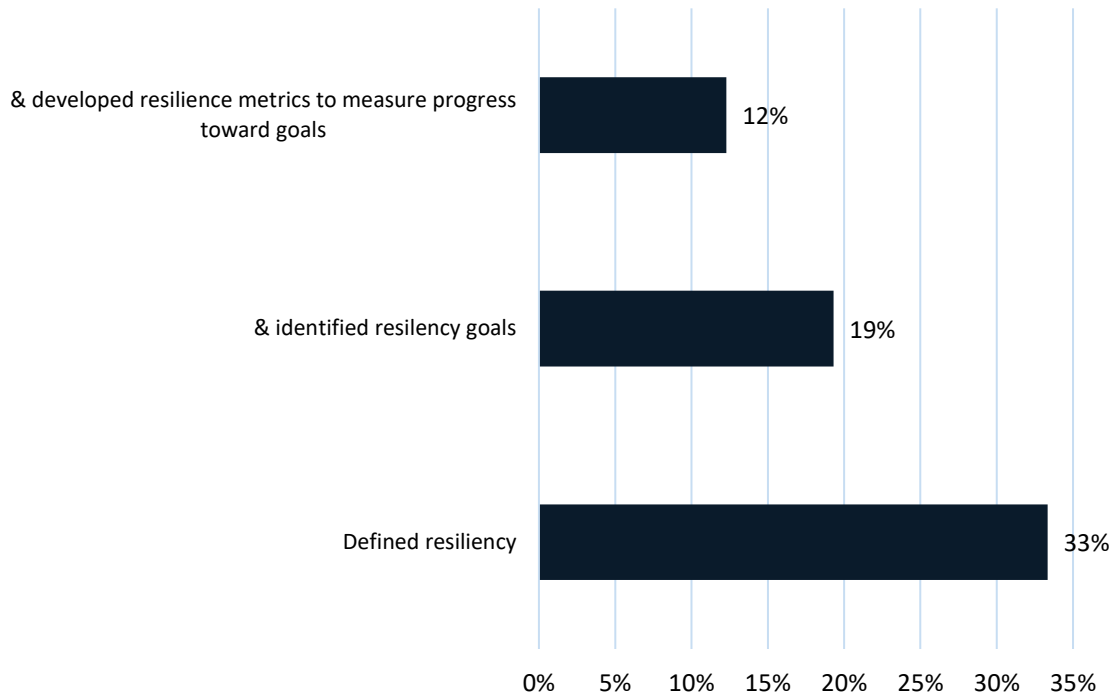 & developed resilience metrics to measure progress
toward goals
12%
& identified resilency goals
19%
Defined resiliency
33%
0% 5% 10% 15% 20% 25% 30% 35%